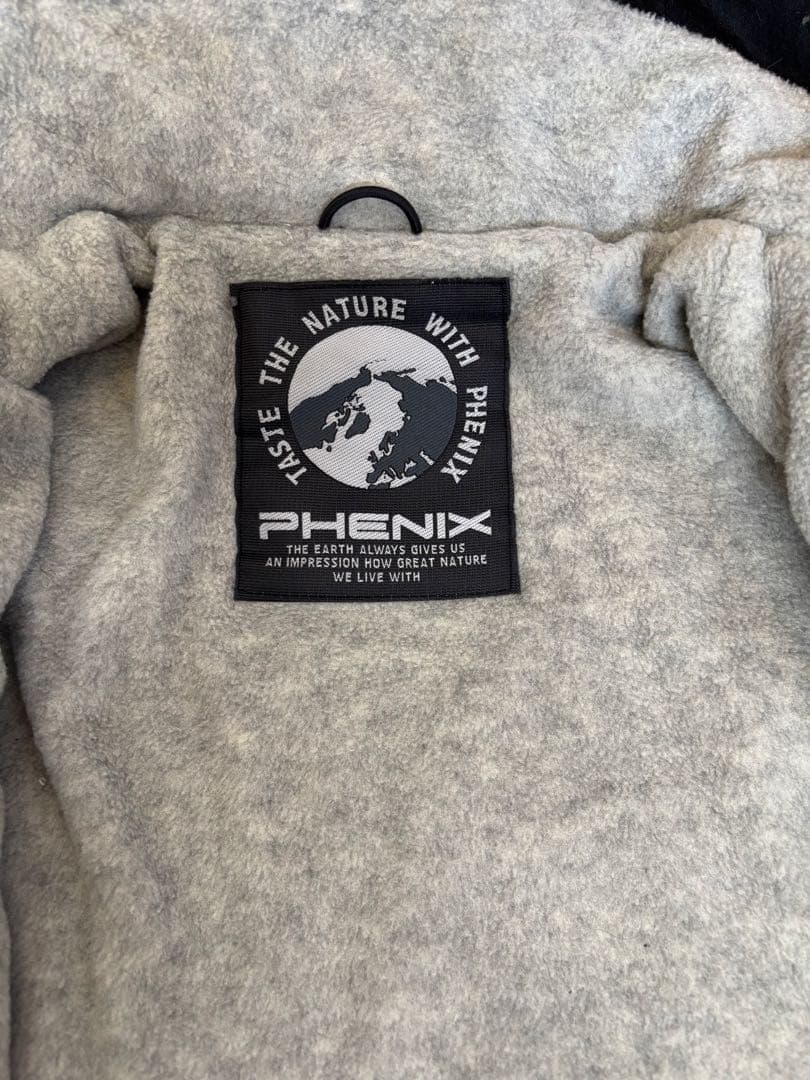 TASTE THE NATURE WITH PHENIX
PHENIX
THE EARTH ALWAYS GIVES US
AN IMPRESSION HOW GREAT NATURE
WE LIVE WITH